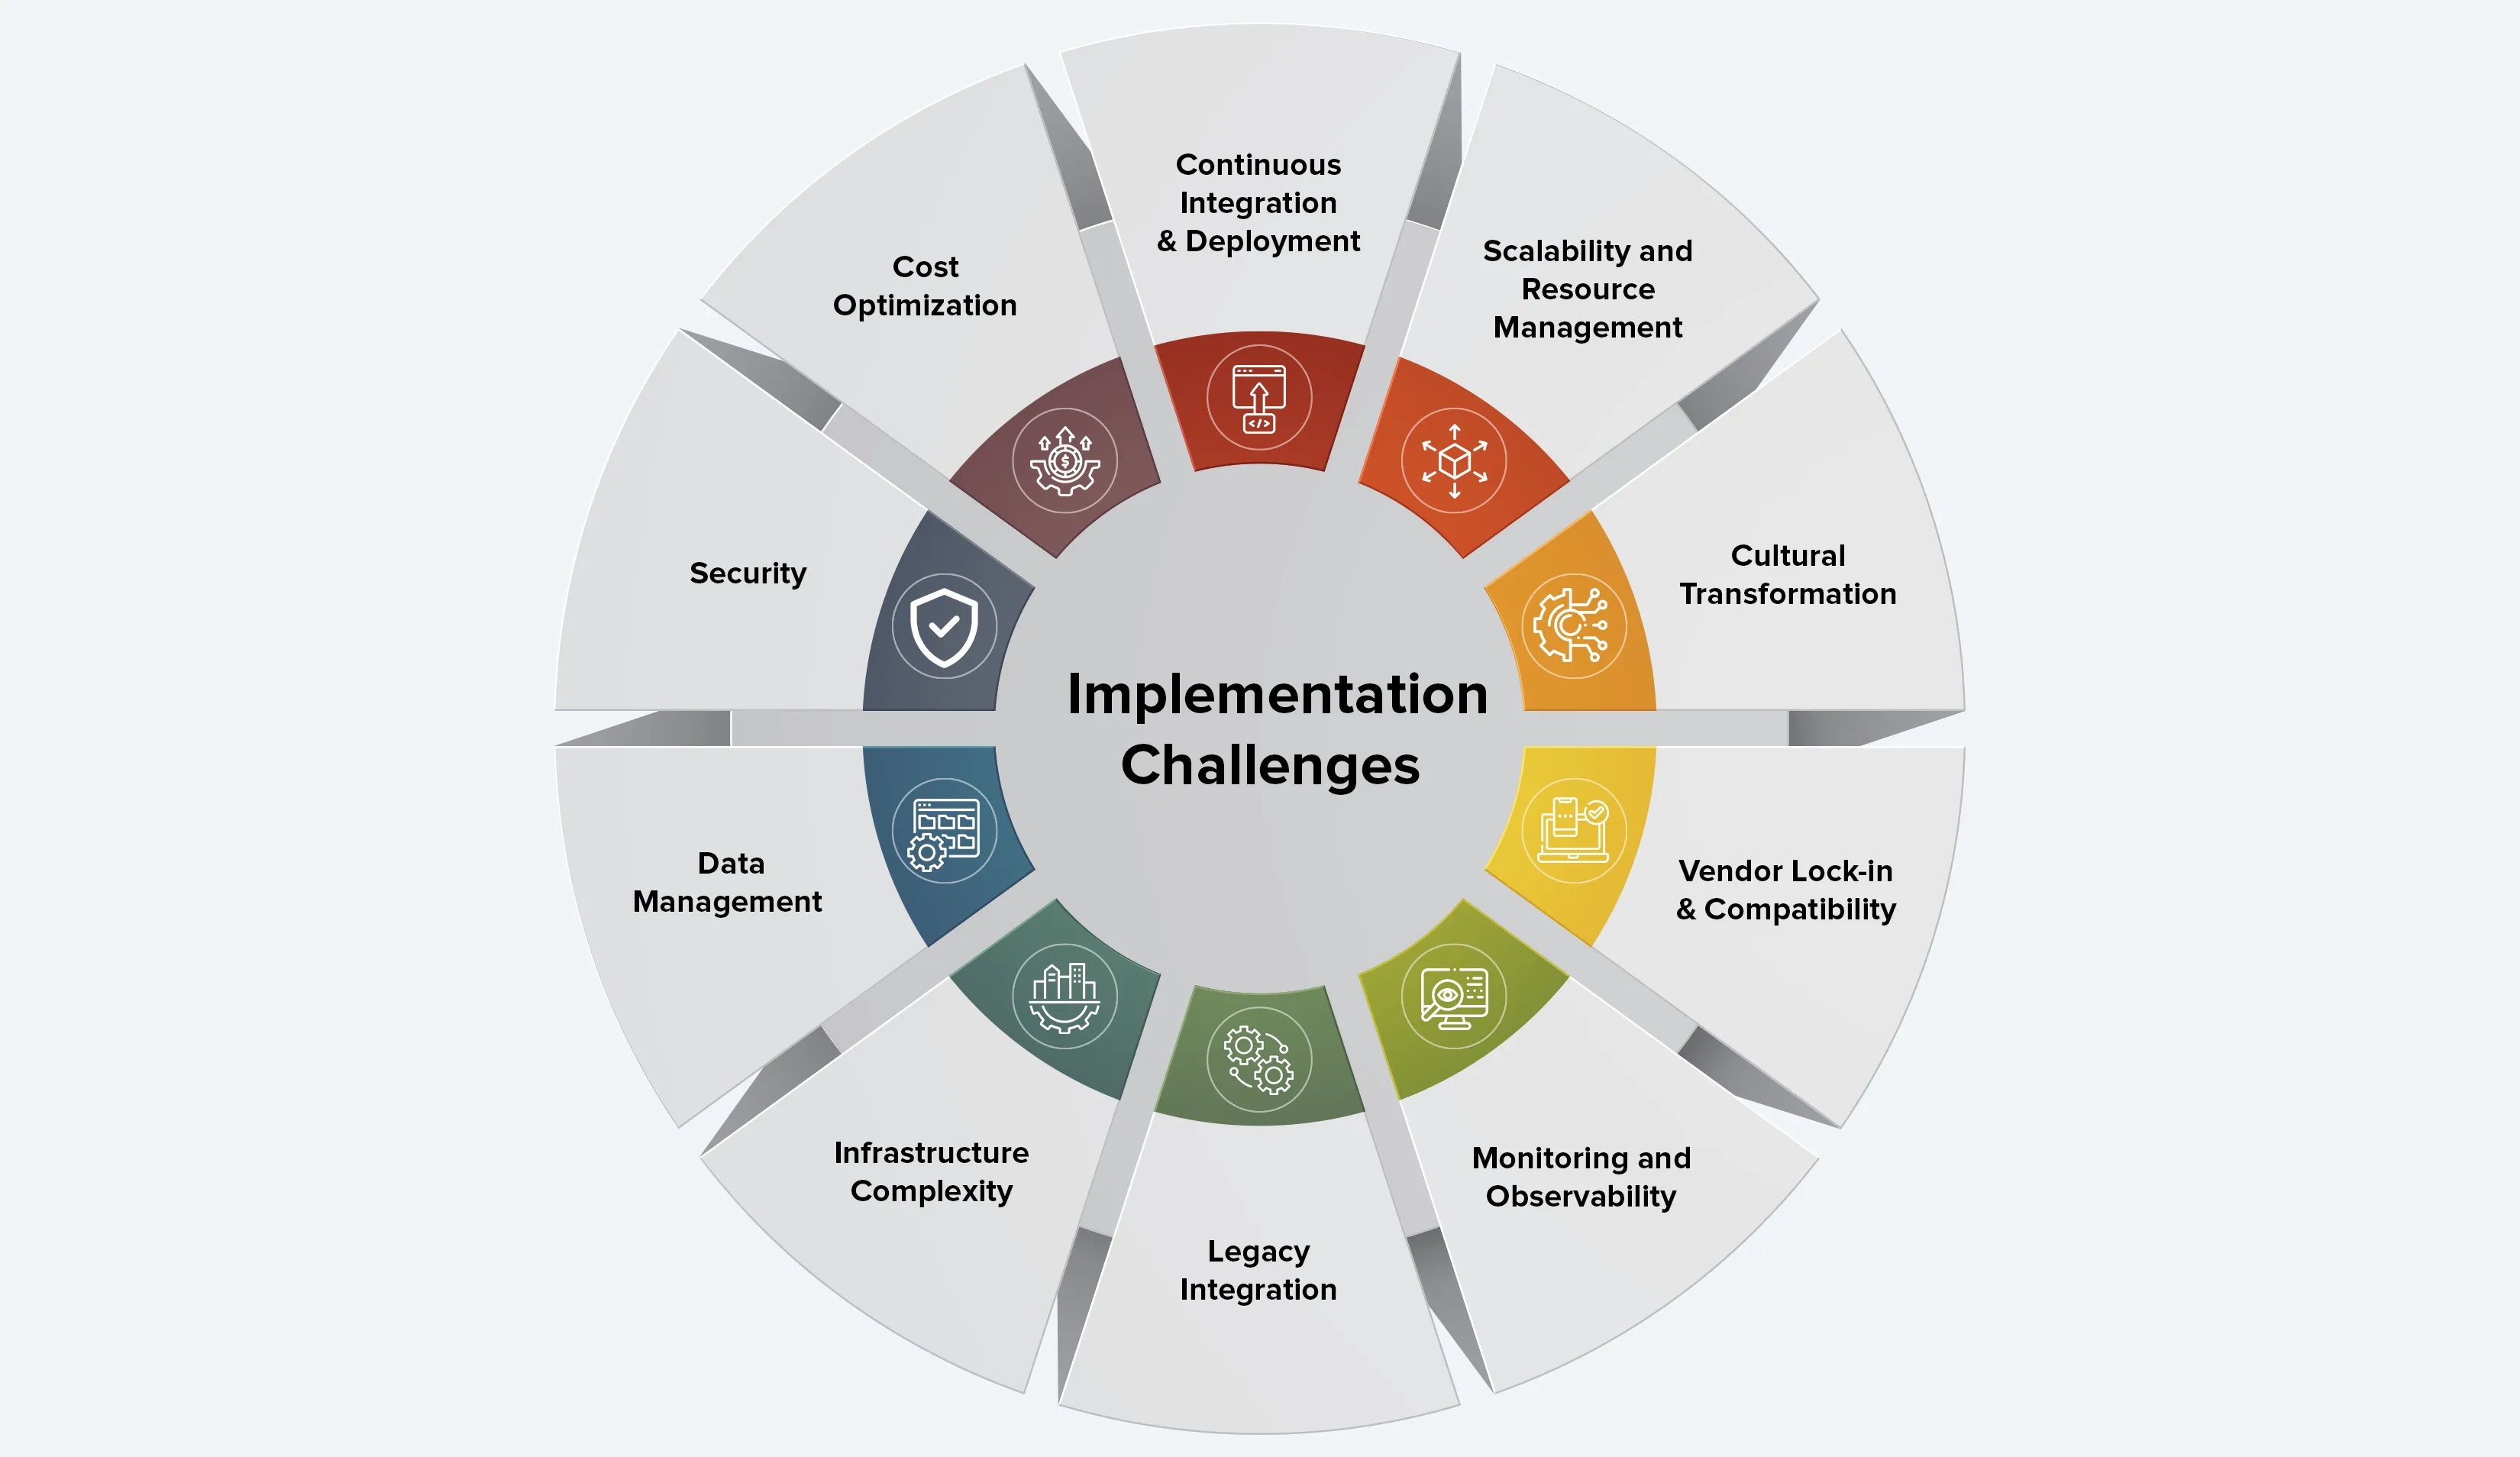 Continuous
Integration
& Deployment
Scalability and
Resource
Management
Cultural
Transformation
Vendor Lock-in
& Compatibility
Monitoring and
Observability
Legacy
Integration
Infrastructure
Complexity
Data
Management
Security
Cost
Optimization
Implementation
Challenges
$
</>